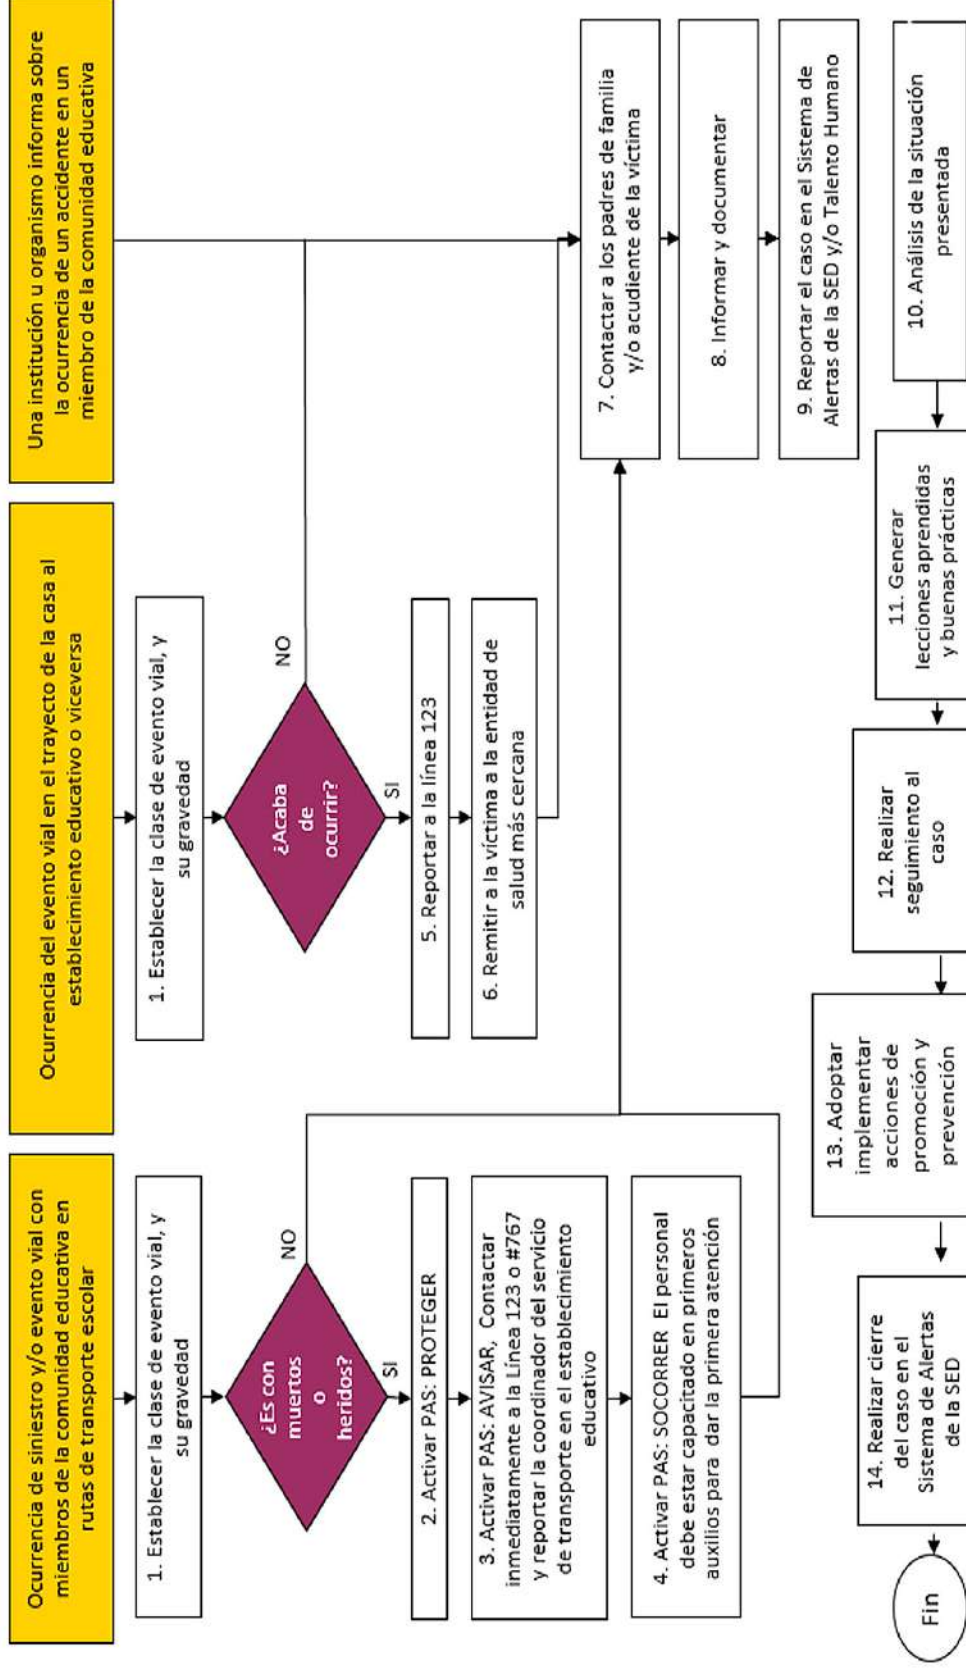 Ocurrencia de siniestro y/o evento vial con
miembros de la comunidad educativa en
rutas de transporte escolar
Ocurrencia del evento vial en el trayecto de la casa al
establecimiento educativo o viceversa
Una institución u organismo informa sobre
la ocurrencia de un accidente en un
miembro de la comunidad educativa
1. Establecer la clase de evento vial, y
su gravedad
¿Es con
muertos
o
heridos?
NO
SI
2. Activar PAS: PROTEGER
3. Activar PAS: AVISAR, Contactar
inmediatamente a la Línea 123 o #767
y reportar la coordinador del servicio
de transporte en el establecimiento
educativo
4. Activar PAS: SOCORRER El personal
debe estar capacitado en primeros
auxilios para dar la primera atención
1. Establecer la clase de evento vial, y
su gravedad
¿Acaba
de
ocurrir?
NO
SI
5. Reportar a la línea 123
6. Remitir a la víctima a la entidad de
salud más cercana
7. Contactar a los padres de familia
y/o acudiente de la víctima
8. Informar y documentar
9. Reportar el caso en el Sistema de
Alertas de la SED y/o Talento Humano
10. Análisis de la situación
presentada
11. Generar
lecciones aprendidas
y buenas prácticas
12. Realizar
seguimiento al
caso
13. Adoptar
implementar
acciones de
promoción y
prevención
14. Realizar cierre
del caso en el
Sistema de Alertas
de la SED
Fin